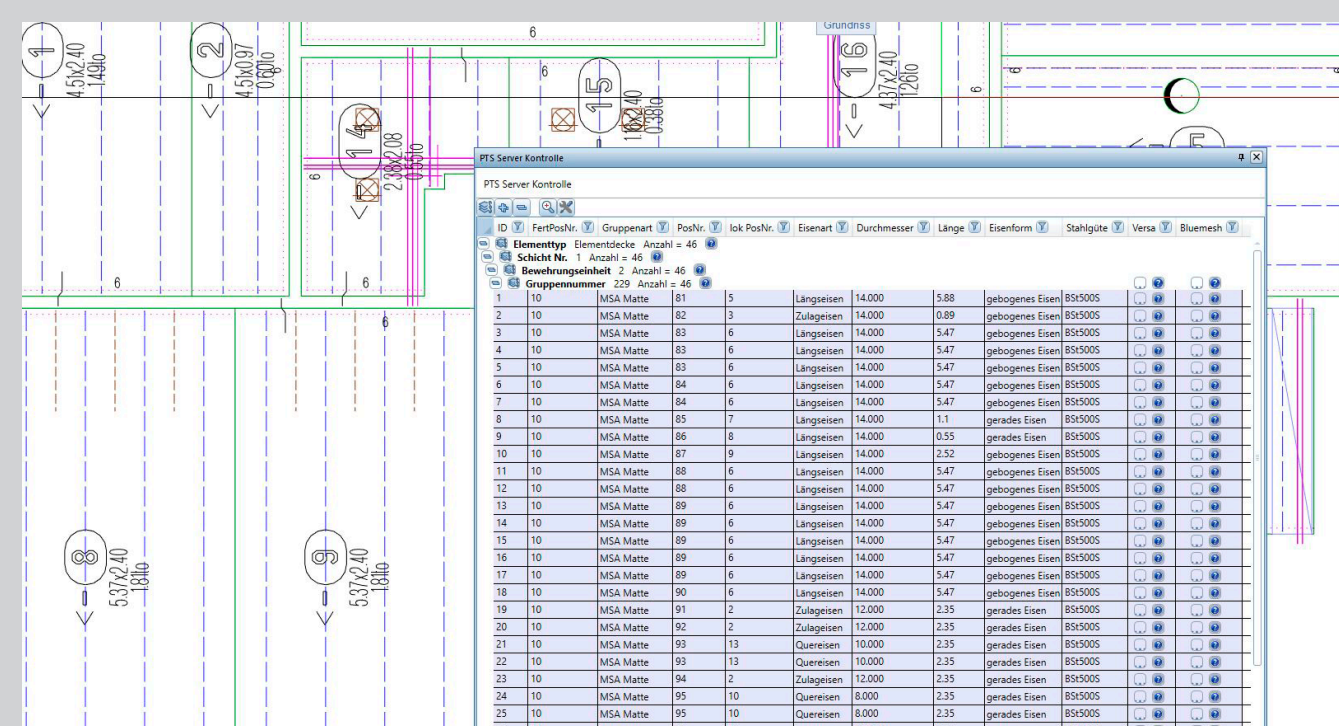 Grundriss
6
1
4.51x2.40
1.49to
2
4.51x0.97
0.60to
6
14
2.38x2.08
0.55to
6
6
15
1.16x2.40
0.38to
16
4.37x2.40
1.26to
6
6
6
5
6
6
6
8
5.37x2.40
1.81to
9
5.37x2.40
1.81to
PTS Server Kontrolle
PTS Server Kontrolle
ID FertPosNr. Gruppenart PosNr. lok PosNr. Eisenart Durchmesser Länge Eisenform Stahlgüte Versa Bluemesh
Elementtyp Elementdecke Anzahl = 46
Schicht Nr. 1 Anzahl = 46
Bewehrungseinheit 2 Anzahl = 46
Gruppennummer 229 Anzahl = 46
1 10 MSA Matte 81 5 Längseisen 14.000 5.88 gebogenes Eisen BSt500S
2 10 MSA Matte 82 3 Zulageisen 14.000 0.89 gebogenes Eisen BSt500S
3 10 MSA Matte 83 6 Längseisen 14.000 5.47 gebogenes Eisen BSt500S
4 10 MSA Matte 83 6 Längseisen 14.000 5.47 gebogenes Eisen BSt500S
5 10 MSA Matte 83 6 Längseisen 14.000 5.47 gebogenes Eisen BSt500S
6 10 MSA Matte 84 6 Längseisen 14.000 5.47 gebogenes Eisen BSt500S
7 10 MSA Matte 84 6 Längseisen 14.000 5.47 gebogenes Eisen BSt500S
8 10 MSA Matte 85 7 Längseisen 14.000 1.1 gerades Eisen BSt500S
9 10 MSA Matte 86 8 Längseisen 14.000 0.55 gerades Eisen BSt500S
10 10 MSA Matte 87 9 Längseisen 14.000 2.52 gebogenes Eisen BSt500S
11 10 MSA Matte 88 6 Längseisen 14.000 5.47 gebogenes Eisen BSt500S
12 10 MSA Matte 88 6 Längseisen 14.000 5.47 gebogenes Eisen BSt500S
13 10 MSA Matte 89 6 Längseisen 14.000 5.47 gebogenes Eisen BSt500S
14 10 MSA Matte 89 6 Längseisen 14.000 5.47 gebogenes Eisen BSt500S
15 10 MSA Matte 89 6 Längseisen 14.000 5.47 gebogenes Eisen BSt500S
16 10 MSA Matte 89 6 Längseisen 14.000 5.47 gebogenes Eisen BSt500S
17 10 MSA Matte 89 6 Längseisen 14.000 5.47 gebogenes Eisen BSt500S
18 10 MSA Matte 90 6 Längseisen 14.000 5.47 gebogenes Eisen BSt500S
19 10 MSA Matte 91 2 Zulageisen 12.000 2.35 gerades Eisen BSt500S
20 10 MSA Matte 92 2 Zulageisen 12.000 2.35 gerades Eisen BSt500S
21 10 MSA Matte 93 13 Quereisen 10.000 2.35 gerades Eisen BSt500S
22 10 MSA Matte 93 13 Quereisen 10.000 2.35 gerades Eisen BSt500S
23 10 MSA Matte 94 2 Zulageisen 12.000 2.35 gerades Eisen BSt500S
24 10 MSA Matte 95 10 Quereisen 8.000 2.35 gerades Eisen BSt500S
25 10 MSA Matte 95 10 Quereisen 8.000 2.35 gerades Eisen BSt500S